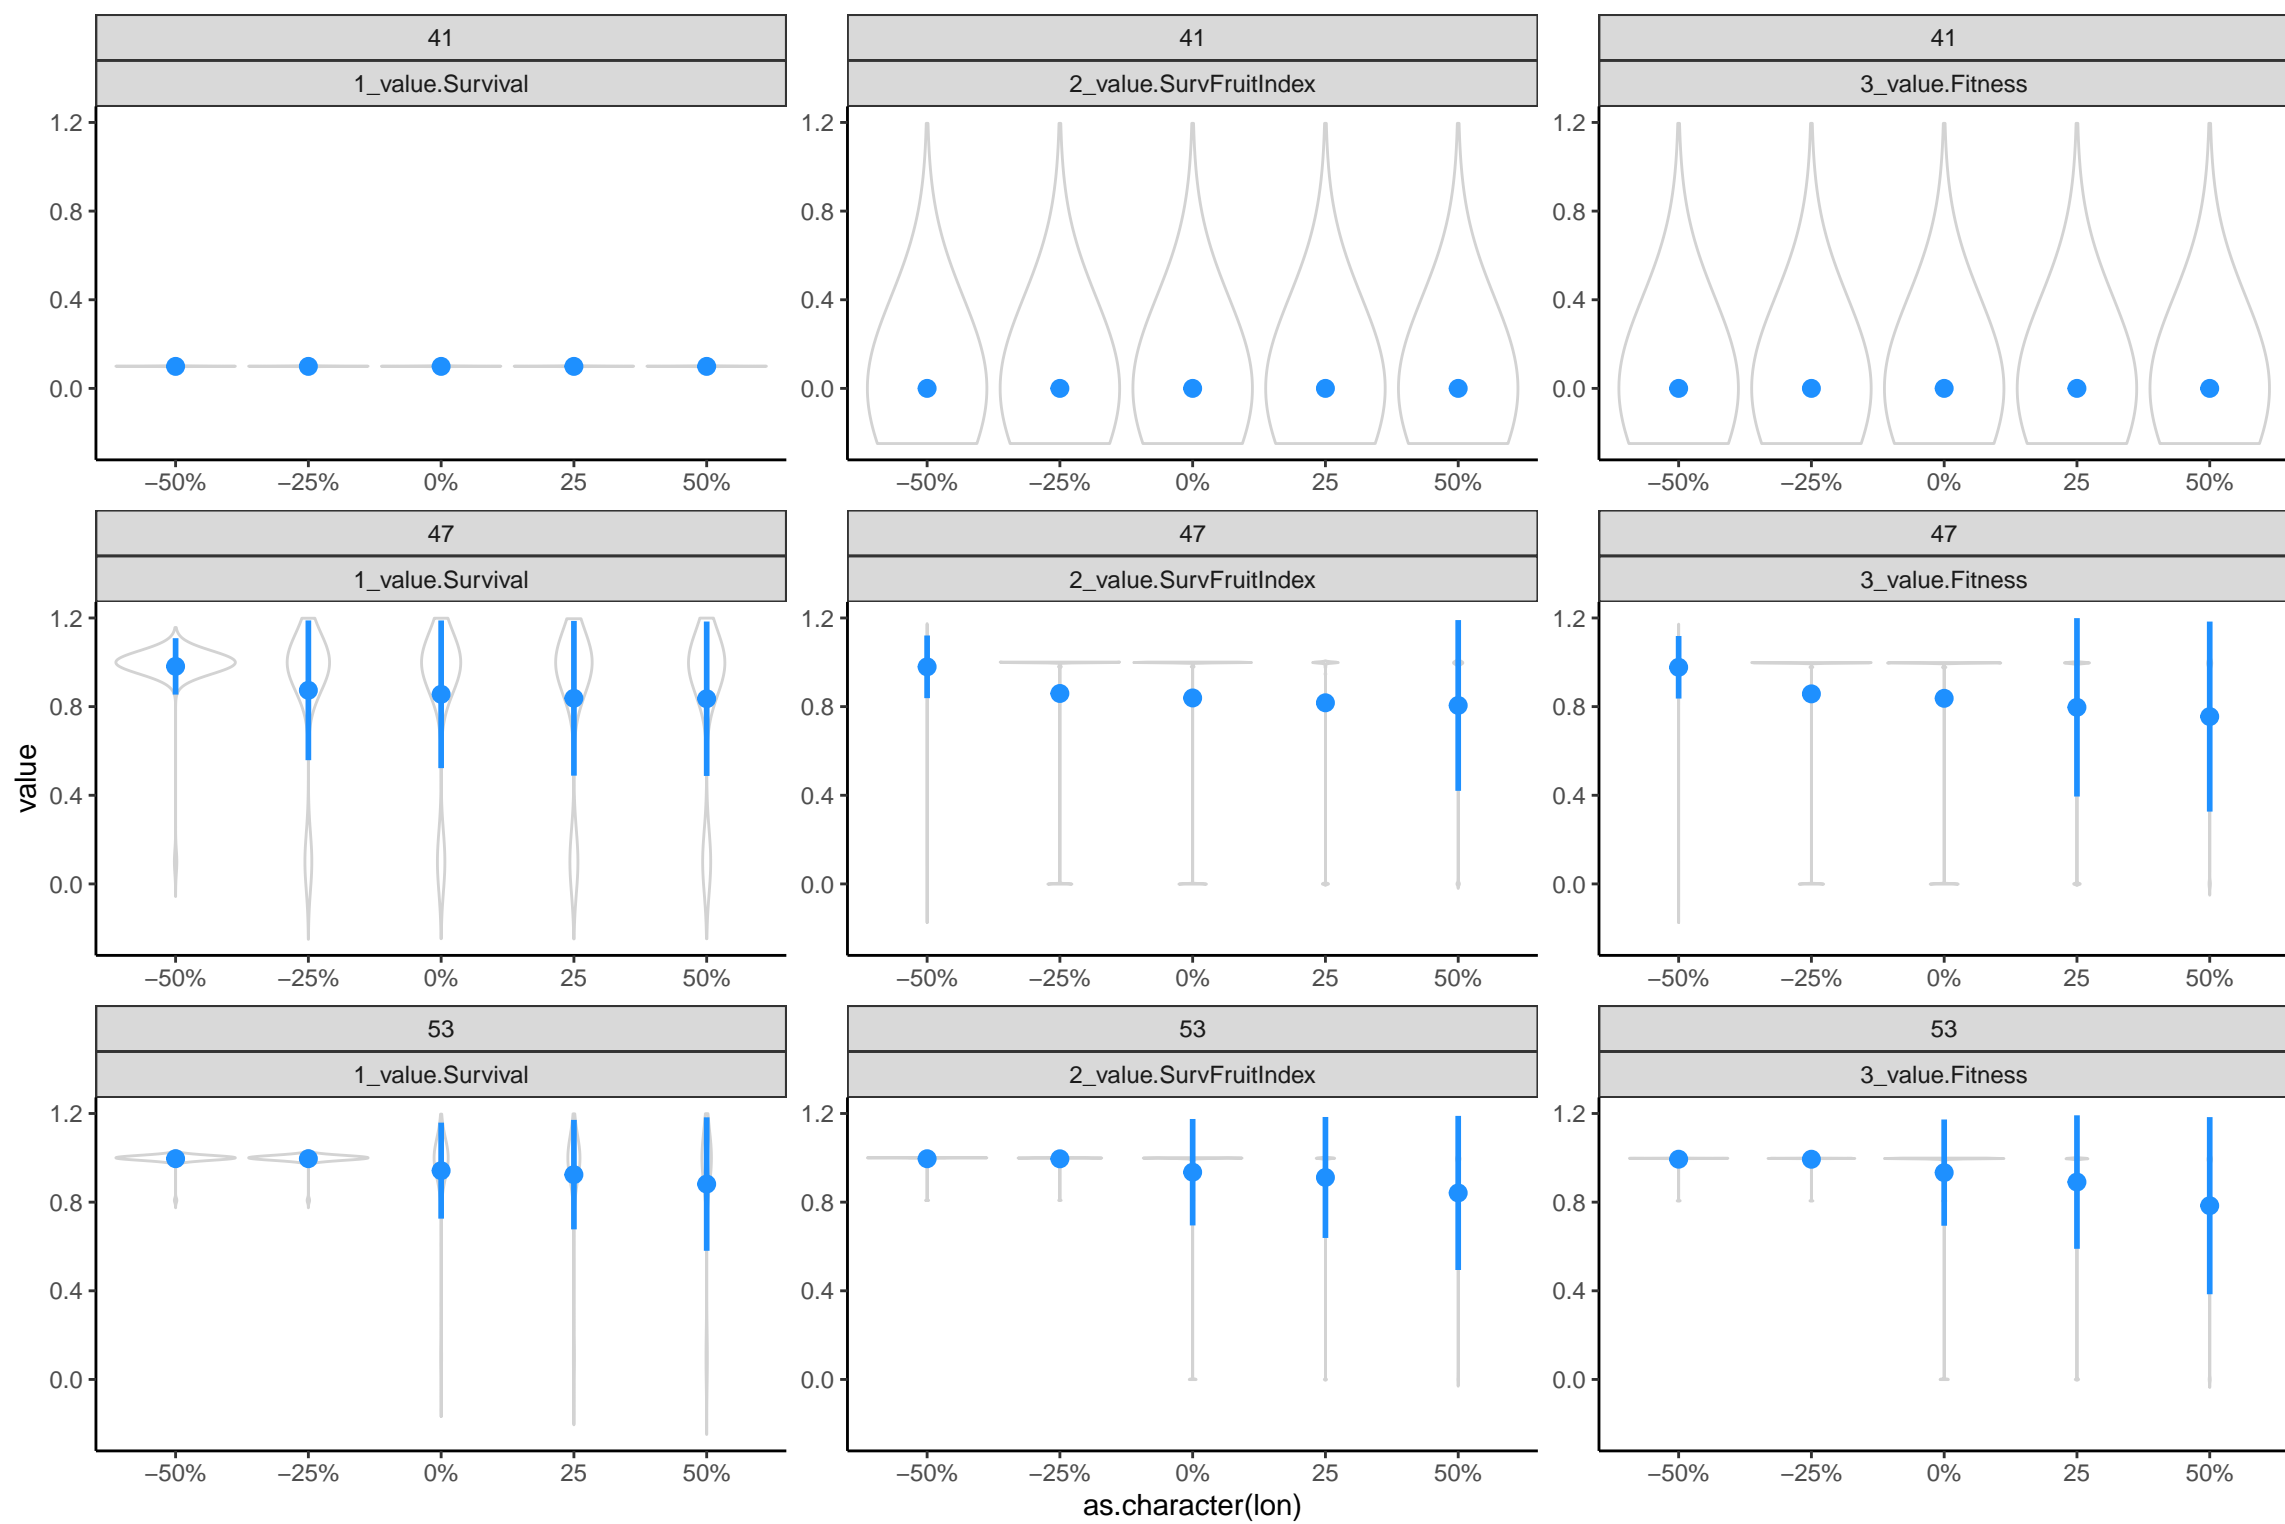 41 41 41
1_value.Survival 2_value.SurvFruitIndex 3_value.Fitness
1.2 1.2 1.2
0.8 0.8 0.8
0.4 0.4 0.4
0.0 0.0 0.0
−50% −25% 0% 25 50% −50% −25% 0% 25 50% −50% −25% 0% 25 50%
47 47 47
1_value.Survival 2_value.SurvFruitIndex 3_value.Fitness
1.2 1.2 1.2
0.8 0.8 0.8
value
0.4 0.4 0.4
0.0 0.0 0.0
−50% −25% 0% 25 50% −50% −25% 0% 25 50% −50% −25% 0% 25 50%
53 53 53
1_value.Survival 2_value.SurvFruitIndex 3_value.Fitness
1.2 1.2 1.2
0.8 0.8 0.8
0.4 0.4 0.4
0.0 0.0 0.0
−50% −25% 0% 25 50% −50% −25% 0% 25 50% −50% −25% 0% 25 50%
as.character(lon)